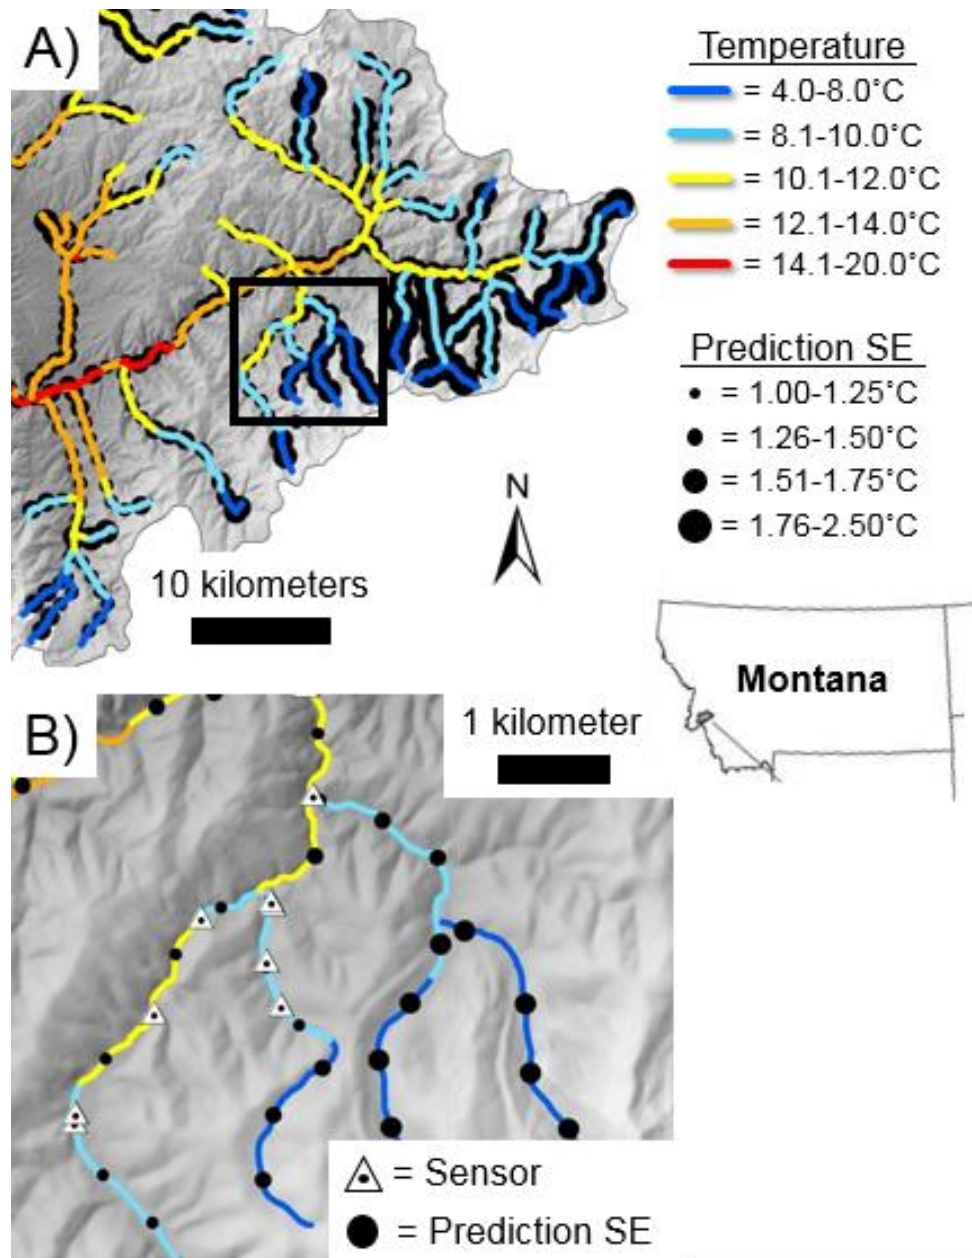 A)
Temperature
= 4.0-8.0°C
= 8.1-10.0°C
= 10.1-12.0°C
= 12.1-14.0°C
= 14.1-20.0°C
Prediction SE
= 1.00-1.25°C
= 1.26-1.50°C
= 1.51-1.75°C
= 1.76-2.50°C
N
10 kilometers
Montana
B)
1 kilometer
= Sensor
= Prediction SE